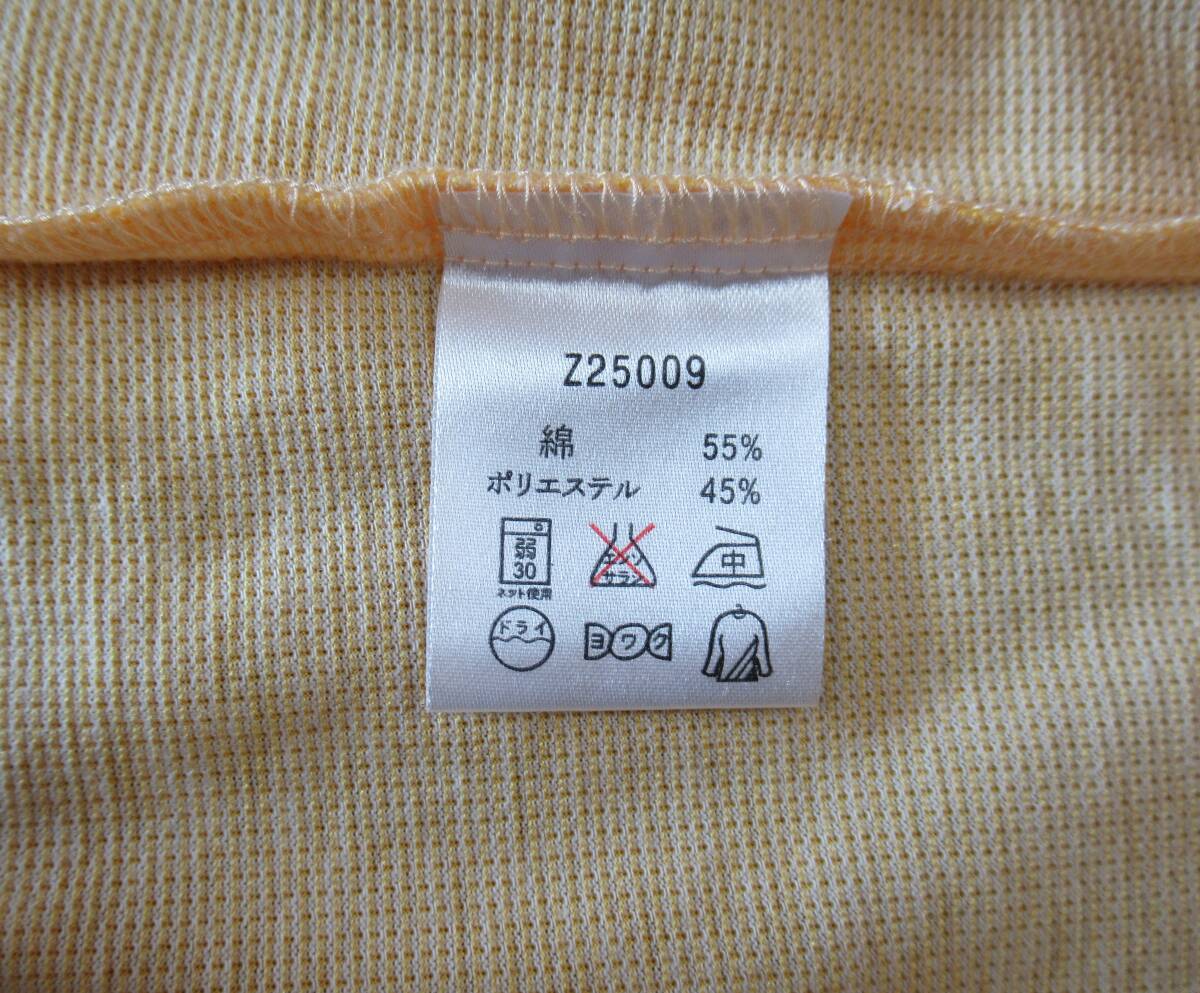 Z25009
綿 55%
ポリエステル 45%
弱
30
ネット使用
エンソ
サラシ
中
ドライ
ヨワク